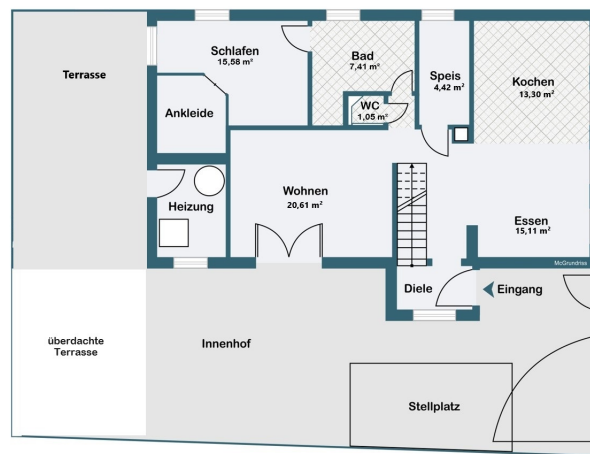 Terrasse
Schlafen
15,58 m²
Bad
7,41 m²
Speis
4,42 m²
Kochen
13,30 m²
Ankleide
WC
1,05 m²
Heizung
Wohnen
20,61 m²
Essen
15,11 m²
McGrundriss
Diele
Eingang
überdachte
Terrasse
Innenhof
Stellplatz